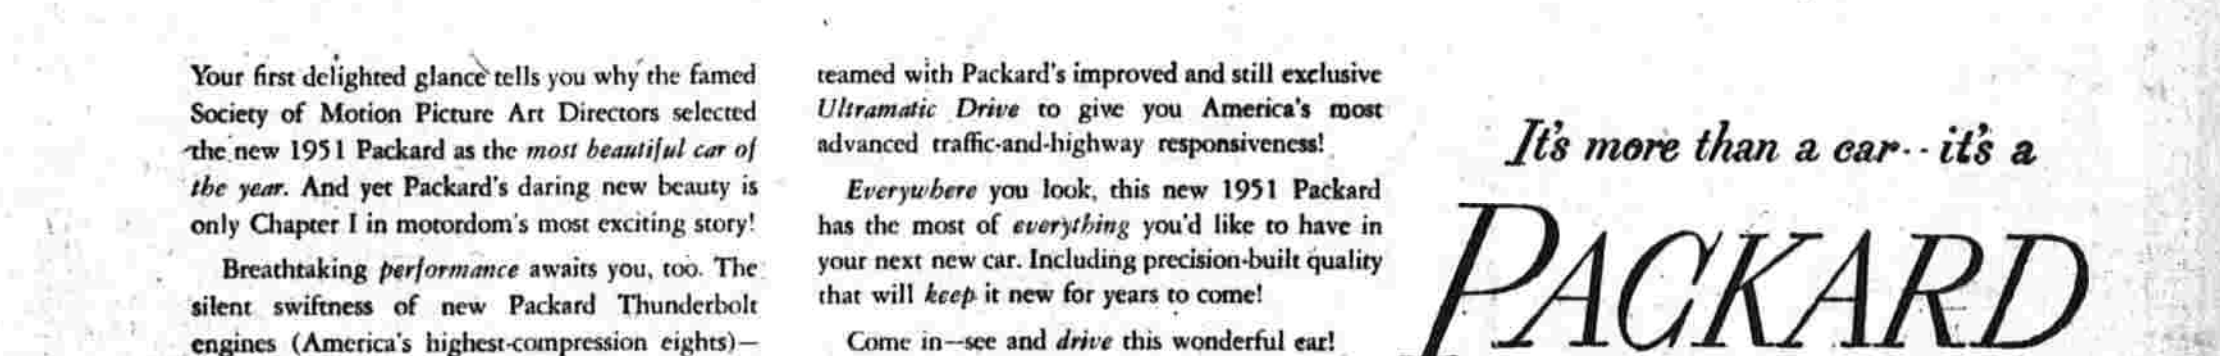 Your first delighted glance tells you why the famed
Society of Motion Picture Art Directors selected
the new 1951 Packard as the most beautiful car of
the year. And yet Packard's daring new beauty is
only Chapter I in motordom's most exciting story!
Breathtaking performance awaits you, too. The
silent swiftness of new Packard Thunderbolt
engines (America's highest-compression eights)—
teamed with Packard's improved and still exclusive
Ultramatic Drive to give you America's most
advanced traffic-and-highway responsiveness!
Everywhere you look, this new 1951 Packard
has the most of everything you'd like to have in
your next new car. Including precision-built quality
that will keep it new for years to come!
Come in—see and drive this wonderful car!
It's more than a car--it's a
PACKARD